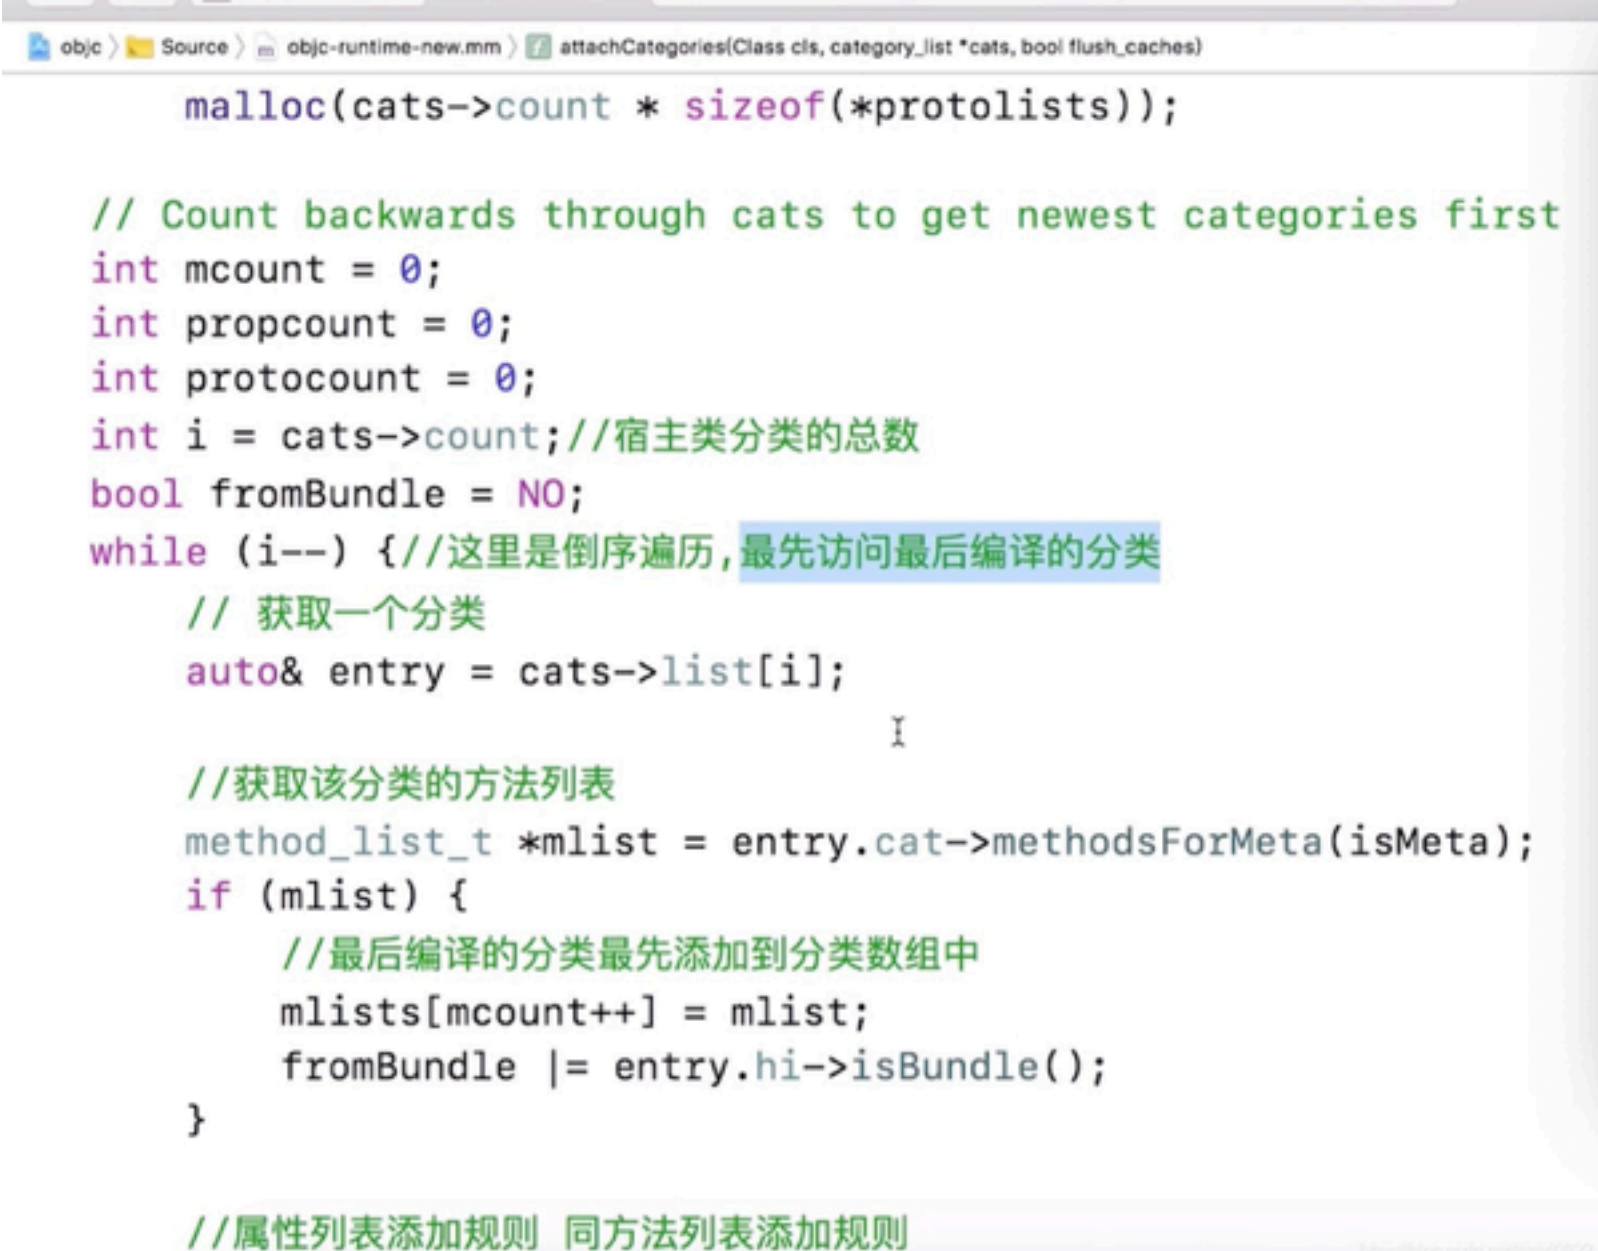 objc 〉 Source 〉 objc-runtime-new.mm 〉 f attachCategories(Class cls, category_list *cats, bool flush_caches)
malloc(cats->count * sizeof(*protolists));
// Count backwards through cats to get newest categories first
int mcount = 0;
int propcount = 0;
int protocount = 0;
int i = cats->count;//宿主类分类的总数
bool fromBundle = NO;
while (i--) {//这里是倒序遍历,最先访问最后编译的分类
// 获取一个分类
auto& entry = cats->list[i];
//获取该分类的方法列表
method_list_t *mlist = entry.cat->methodsForMeta(isMeta);
if (mlist) {
//最后编译的分类最先添加到分类数组中
mlists[mcount++] = mlist;
fromBundle |= entry.hi->isBundle();
}
//属性列表添加规则 同方法列表添加规则